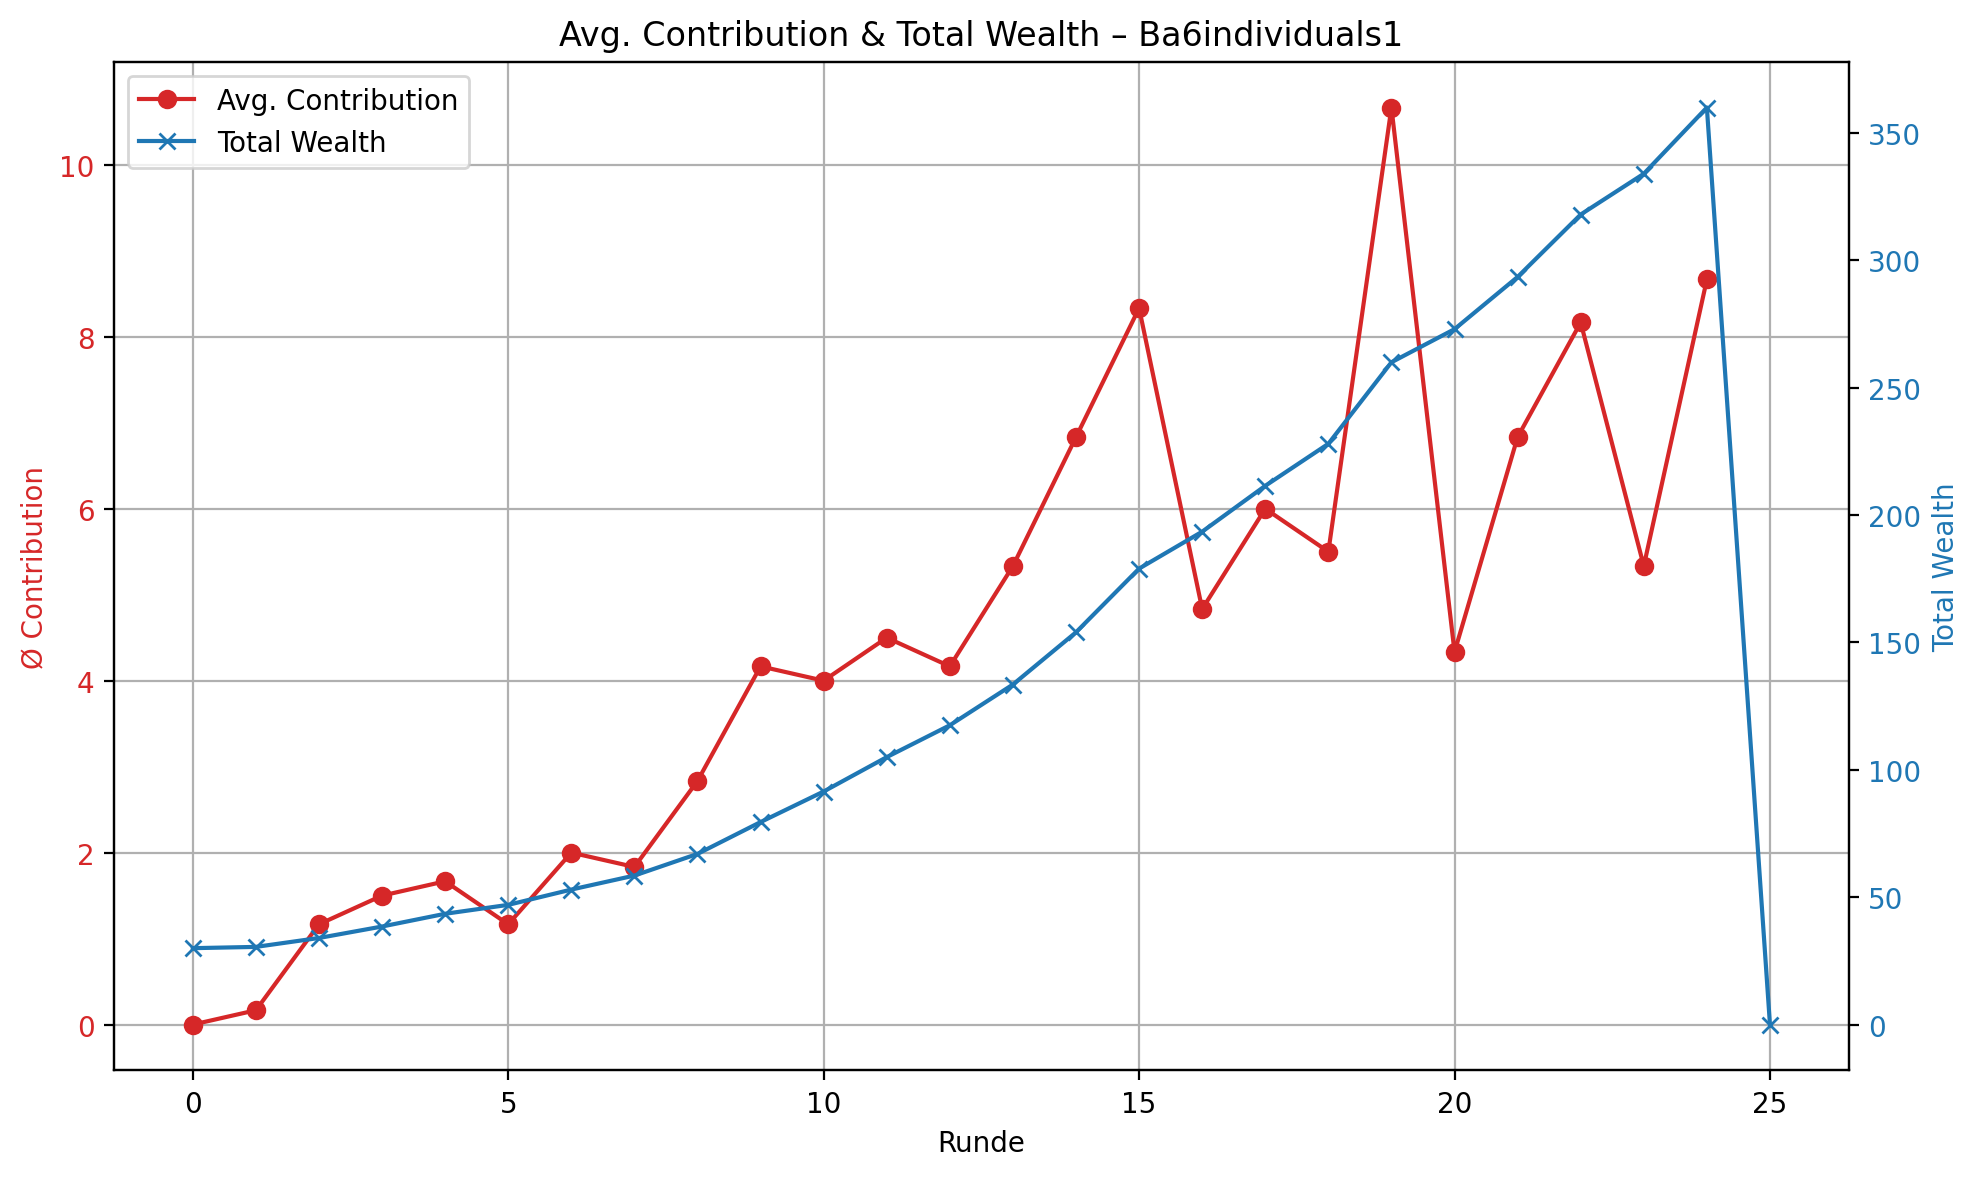 Avg. Contribution & Total Wealth – Ba6individuals1
Avg. Contribution
Total Wealth
Ø Contribution
10
8
6
4
2
0
Total Wealth
350
300
250
200
150
100
50
0
0 5 10 15 20 25
Runde